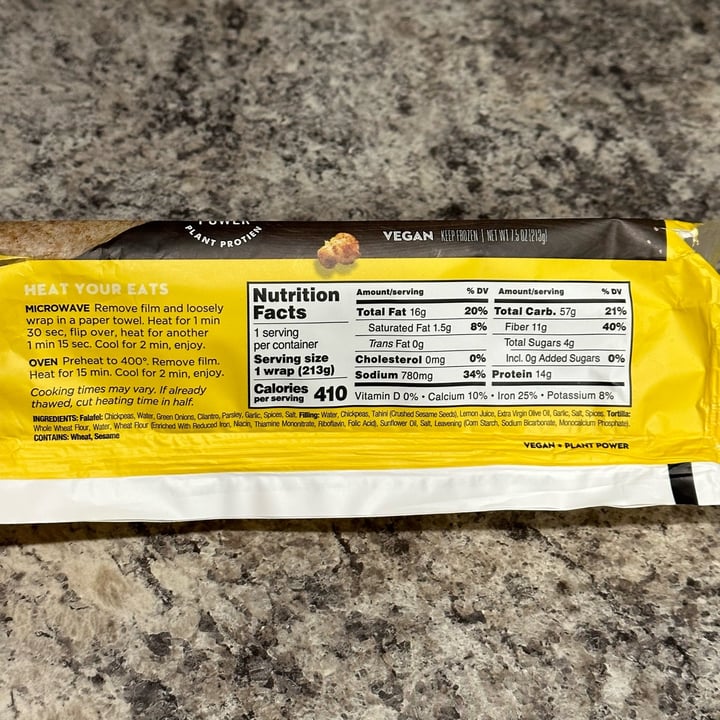 POWER
PLANT PROTIEN
VEGAN KEEP FROZEN | NET WT 7.5 OZ (213g)
HEAT YOUR EATS
MICROWAVE Remove film and loosely
wrap in a paper towel. Heat for 1 min
30 sec, flip over, heat for another
1 min 15 sec. Cool for 2 min, enjoy.
OVEN Preheat to 400°. Remove film.
Heat for 15 min. Cool for 2 min, enjoy.
Cooking times may vary. If already
thawed, cut heating time in half.
Nutrition
Facts
1 serving
per container
Serving size
1 wrap (213g)
Calories
per serving 410
Amount/serving % DV
Total Fat 16g 20%
Saturated Fat 1.5g 8%
Trans Fat 0g
Cholesterol 0mg 0%
Sodium 780mg 34%
Amount/serving % DV
Total Carb. 57g 21%
Fiber 11g 40%
Total Sugars 4g
Incl. 0g Added Sugars 0%
Protein 14g
Vitamin D 0% • Calcium 10% • Iron 25% • Potassium 8%
INGREDIENTS: Falafel: Chickpeas, Water, Green Onions, Cilantro, Parsley, Garlic, Spices, Salt. Filling: Water, Chickpeas, Tahini (Crushed Sesame Seeds), Lemon Juice, Extra Virgin Olive Oil, Garlic, Salt, Spices. Tortilla:
Whole Wheat Flour, Water, Wheat Flour (Enriched With Reduced Iron, Niacin, Thiamine Mononitrate, Riboflavin, Folic Acid), Sunflower Oil, Salt, Leavening (Corn Starch, Sodium Bicarbonate, Monocalcium Phosphate).
CONTAINS: Wheat, Sesame
VEGAN • PLANT POWER